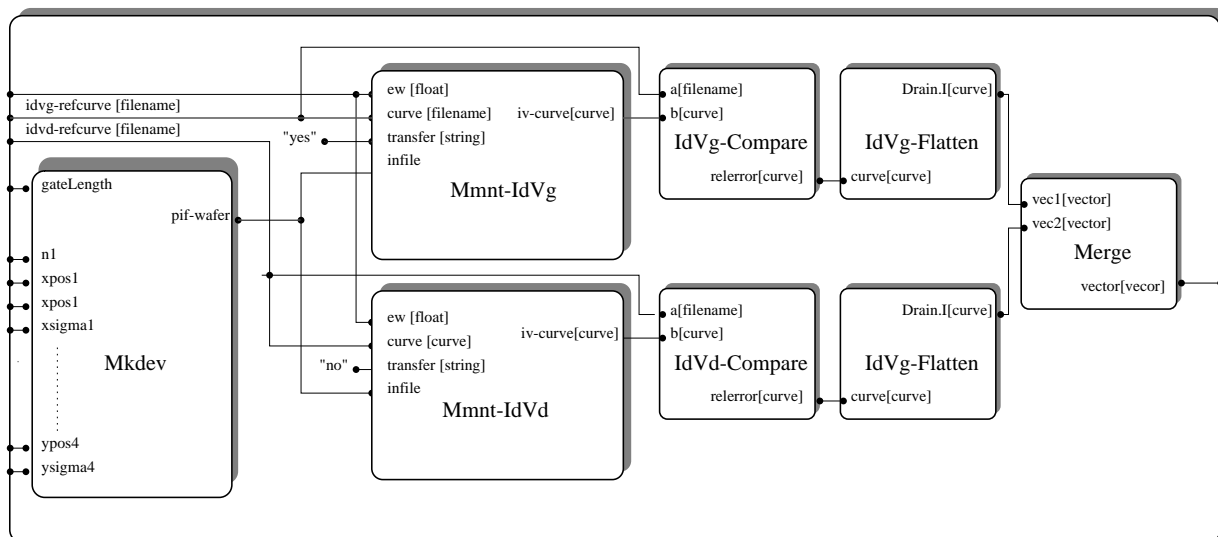 idvg-refcurve [filename]
idvd-refcurve [filename]
gateLength
pif-wafer
n1
xpos1
xpos1
xsigma1
Mkdev
ypos4
ysigma4
"yes"
ew [float]
curve [filename]
iv-curve[curve]
transfer [string]
infile
Mmnt-IdVg
"no"
ew [float]
iv-curve[curve]
curve [curve]
transfer [string]
infile
Mmnt-IdVd
a[filename]
b[curve]
IdVg-Compare
relerror[curve]
Drain.I[curve]
IdVg-Flatten
curve[curve]
a[filename]
b[curve]
IdVd-Compare
relerror[curve]
Drain.I[curve]
IdVg-Flatten
curve[curve]
vec1[vector]
vec2[vector]
Merge
vector[vecor]